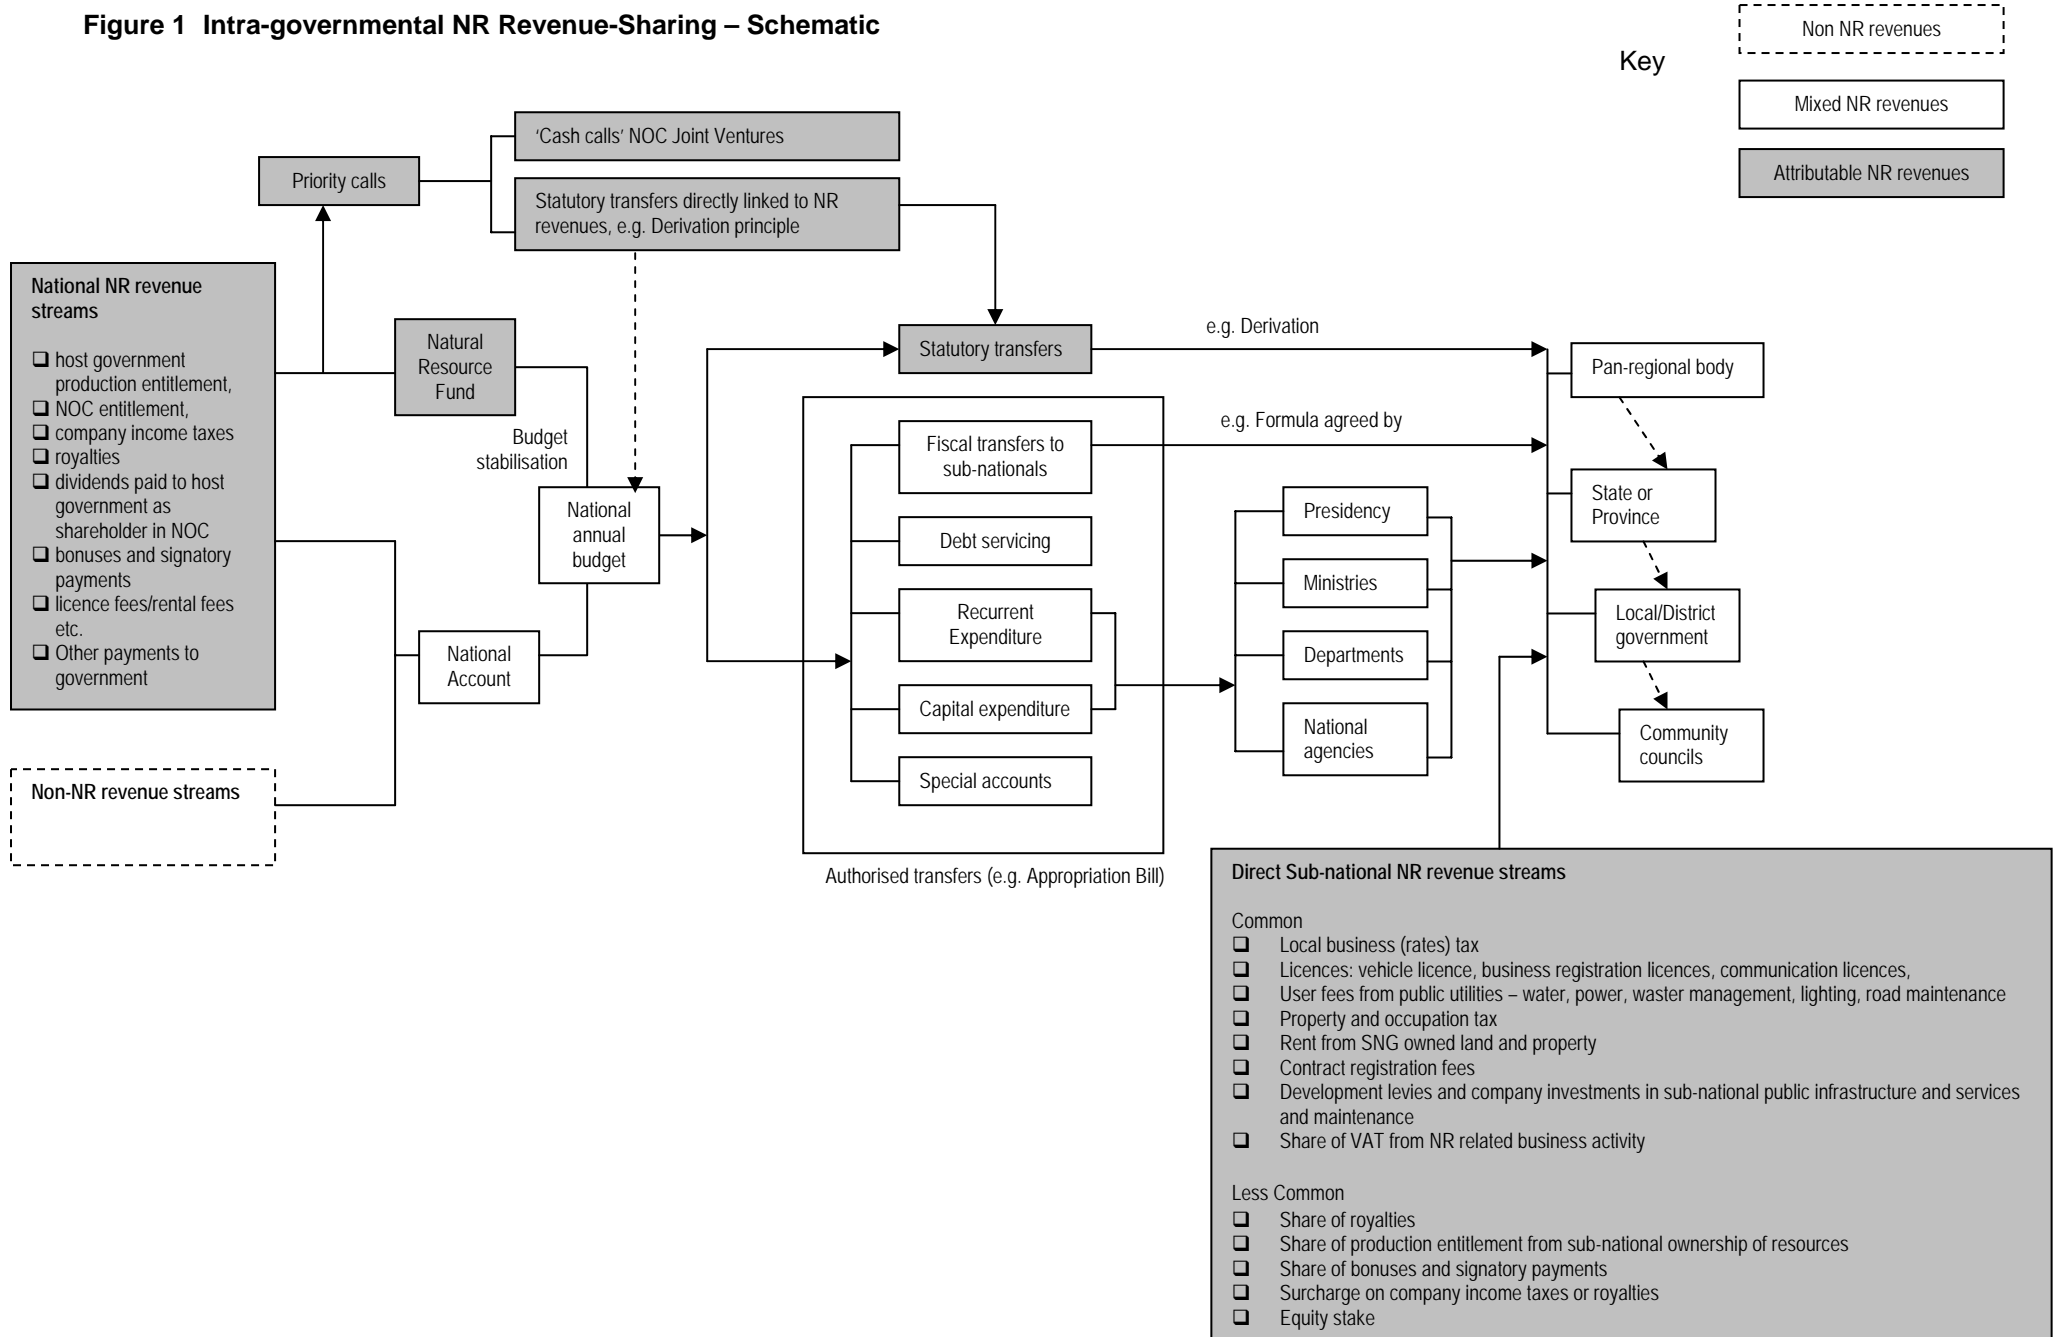 Figure 1  Intra-governmental NR Revenue-Sharing – Schematic
Key
Non NR revenues
Mixed NR revenues
Attributable NR revenues
'Cash calls' NOC Joint Ventures
Priority calls
Statutory transfers directly linked to NR
revenues, e.g. Derivation principle
National NR revenue
streams
❑ host government
production entitlement,
❑ NOC entitlement,
❑ company income taxes
❑ royalties
❑ dividends paid to host
government as
shareholder in NOC
❑ bonuses and signatory
payments
❑ licence fees/rental fees
etc.
❑ Other payments to
government
Non-NR revenue streams
Natural
Resource
Fund
Budget
stabilisation
National
annual
budget
National
Account
Statutory transfers
Fiscal transfers to
sub-nationals
Debt servicing
Recurrent
Expenditure
Capital expenditure
Special accounts
Authorised transfers (e.g. Appropriation Bill)
e.g. Derivation
e.g. Formula agreed by
Presidency
Ministries
Departments
National
agencies
Pan-regional body
State or
Province
Local/District
government
Community
councils
Direct Sub-national NR revenue streams
Common
❑ Local business (rates) tax
❑ Licences: vehicle licence, business registration licences, communication licences,
❑ User fees from public utilities – water, power, waster management, lighting, road maintenance
❑ Property and occupation tax
❑ Rent from SNG owned land and property
❑ Contract registration fees
❑ Development levies and company investments in sub-national public infrastructure and services
and maintenance
❑ Share of VAT from NR related business activity
Less Common
❑ Share of royalties
❑ Share of production entitlement from sub-national ownership of resources
❑ Share of bonuses and signatory payments
❑ Surcharge on company income taxes or royalties
❑ Equity stake